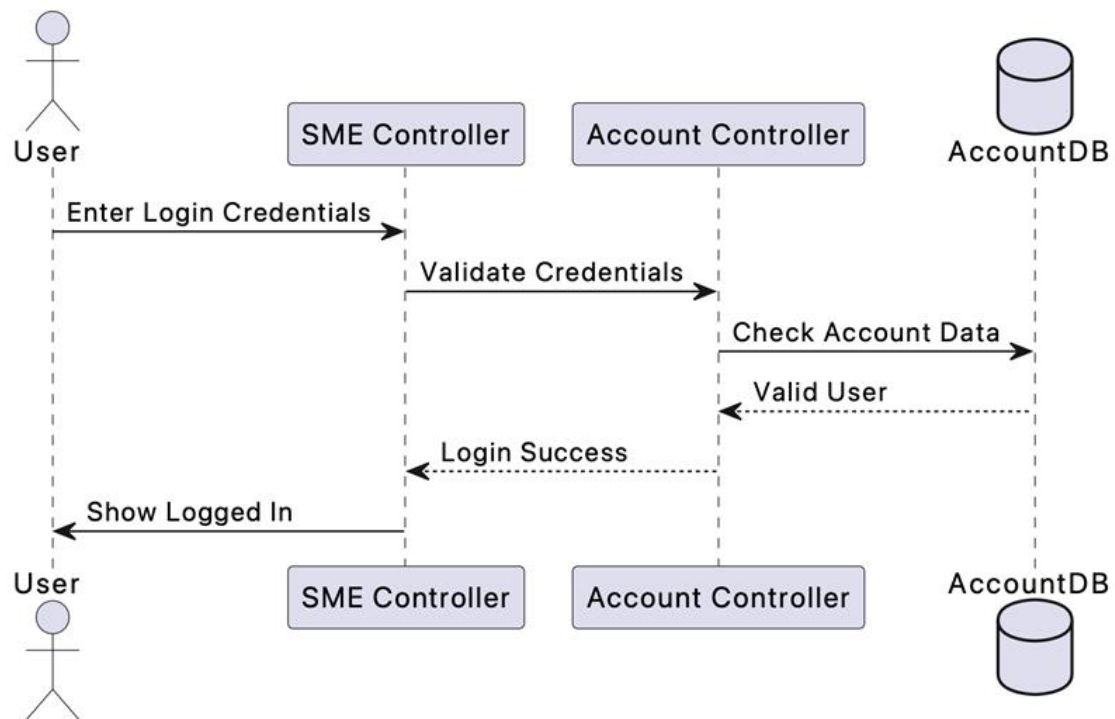 User
SME Controller
Account Controller
AccountDB
Enter Login Credentials
Validate Credentials
Check Account Data
Valid User
Login Success
Show Logged In
User
SME Controller
Account Controller
AccountDB